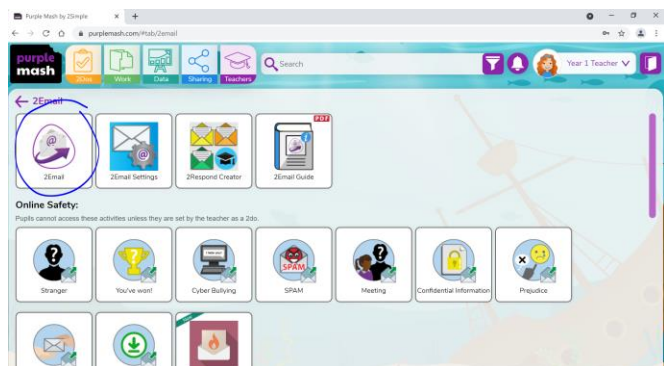 Purple Mash by 2Simple
purplemash.com/#tab/2email
purple mash
2Dos
Work
Data
Sharing
Teachers
Search
Year 1 Teacher
2Email
2Email
2Email Settings
2Respond Creator
PDF
2Email Guide
Online Safety:
Pupils cannot access these activities unless they are set by the teacher as a 2do.
Stranger
You've won!
Cyber Bullying
SPAM
SPAM
Meeting
Confidential Information
Prejudice